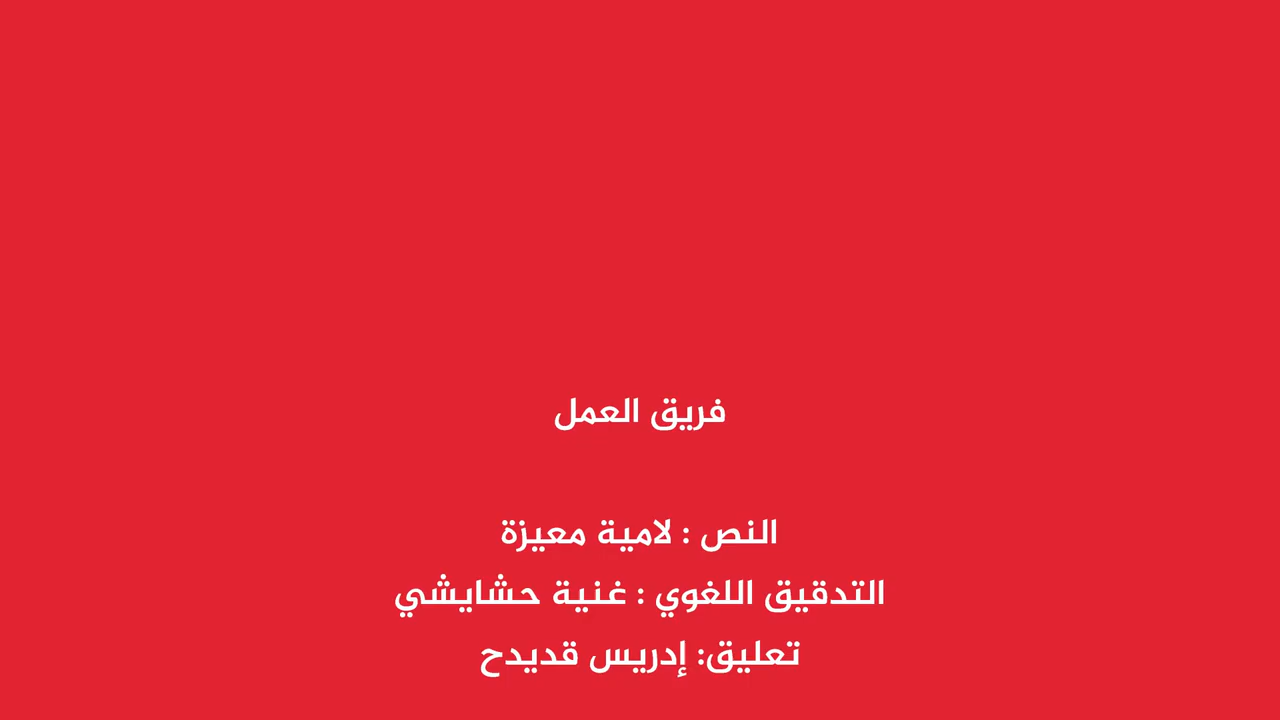 فريق العمل
النص : لامية معيزة
التدقيق اللغوي : غنية حشايشي
تعليق: إدريس قديدح